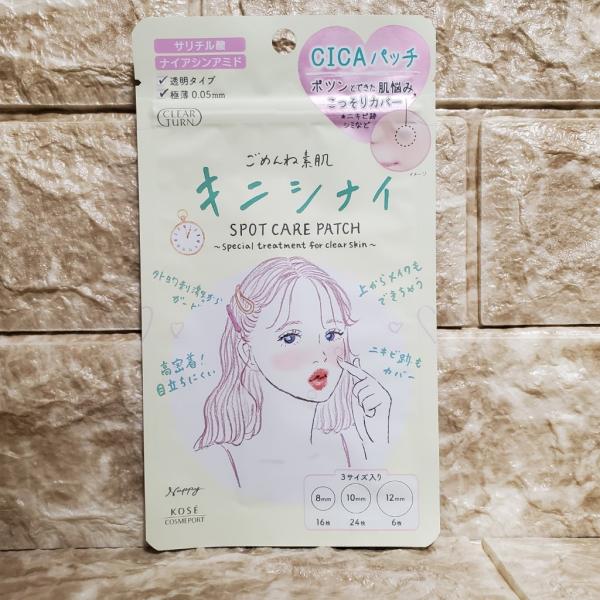 サリチル酸
ナイアシンアミド
✓透明タイプ
✓極薄0.05mm
CLEAR
TURN
CICAパッチ
ポツンとできた肌悩み、
こっそりカバー
*ニキビ跡
シミなど
イメージ
ごめんね素肌
キニシナイ
SPOT CARE PATCH
~special treatment for clear skin~
外的刺激から
ガード
上からメイクも
できちゃう
高密着!
目立ちにくい
ニキビ跡も
カバー
Nuppy
KOSÉ
COSMEPORT
3サイズ入り
8mm 10mm 12mm
16枚 24枚 6枚